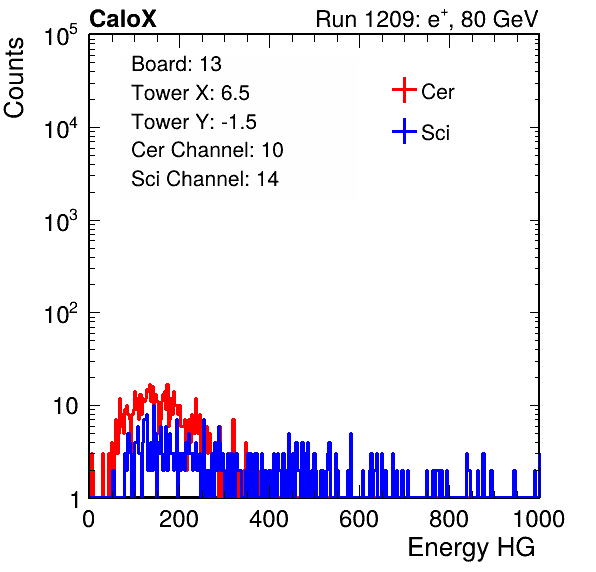 CaloX Run 1209: e⁺, 80 GeV
Counts
10⁵
10⁴
10³
10²
10
1
Board: 13
Tower X: 6.5
Tower Y: -1.5
Cer Channel: 10
Sci Channel: 14
Cer
Sci
0 200 400 600 800 1000
Energy HG